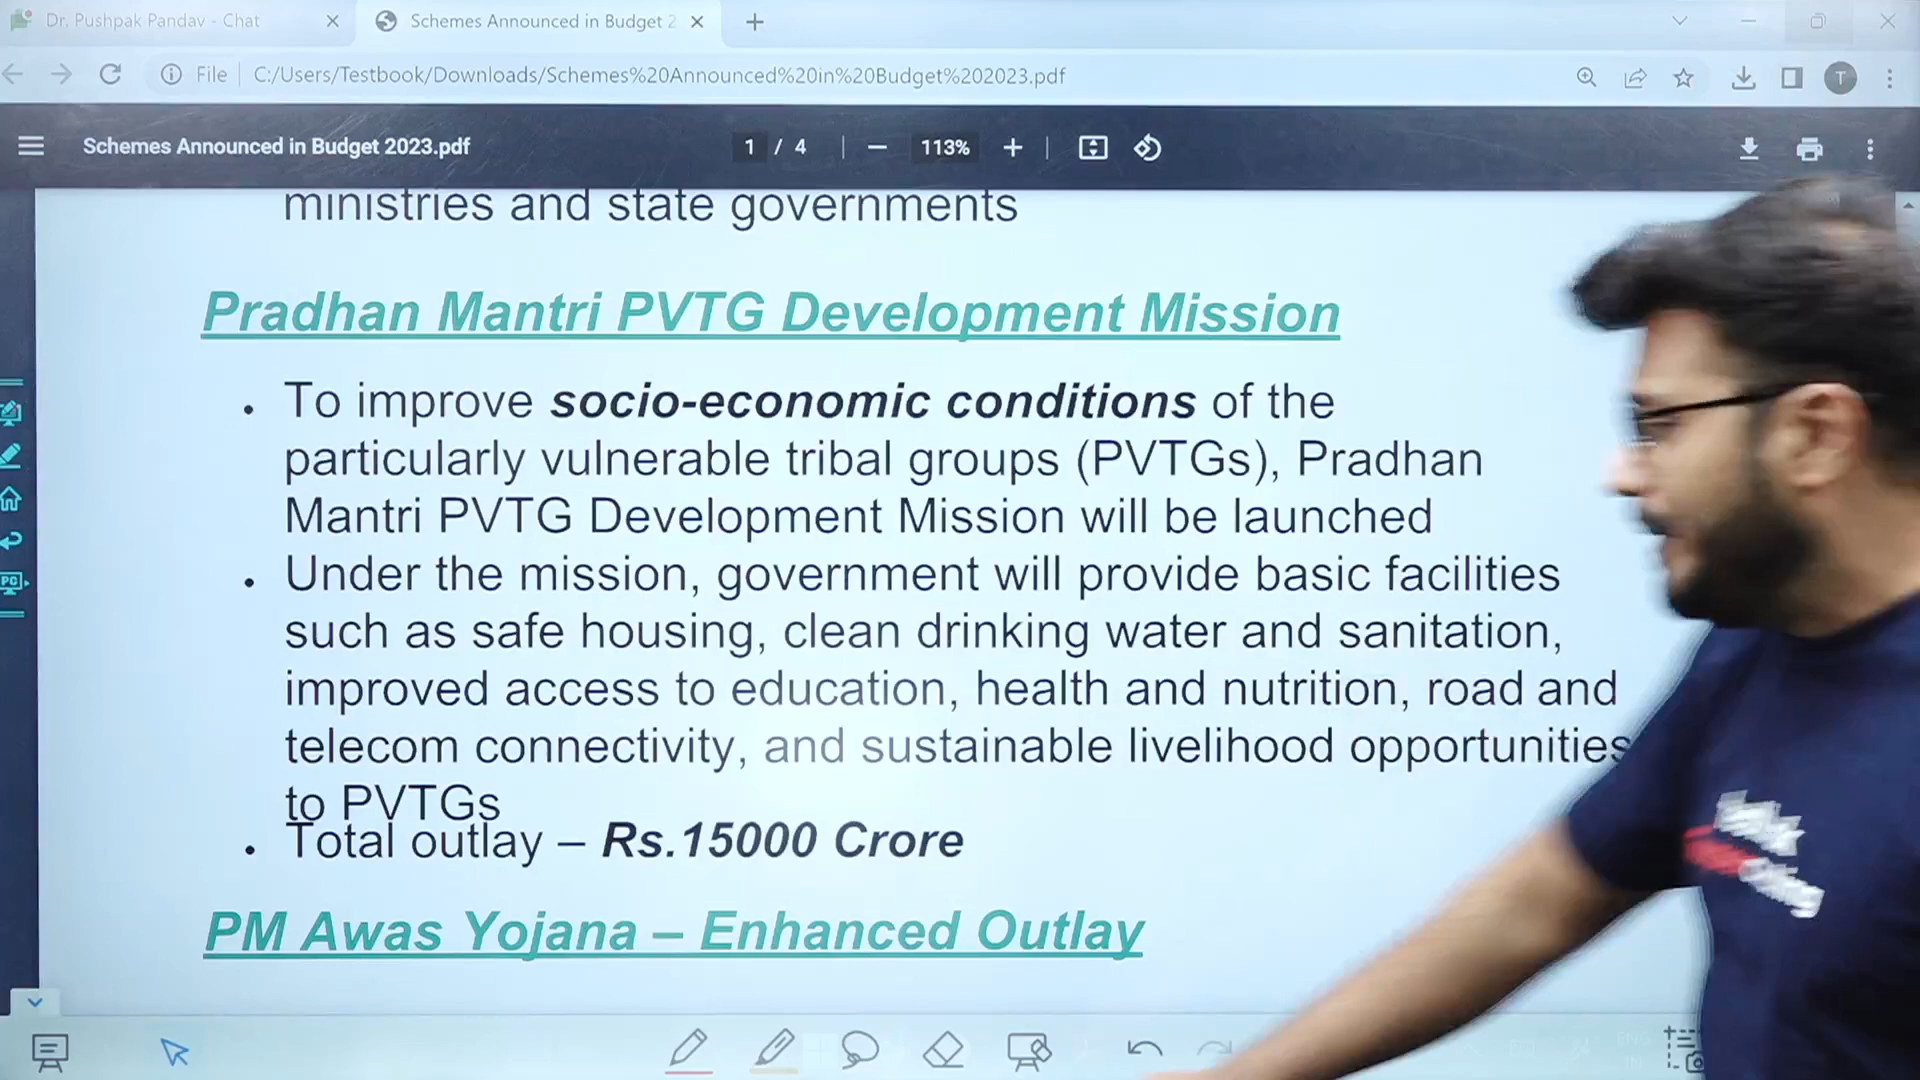 Dr. Pushpak Pandav - Chat
Schemes Announced in Budget 2
File
C:/Users/Testbook/Downloads/Schemes%20Announced%20in%20Budget%202023.pdf
T
Schemes Announced in Budget 2023.pdf
1 / 4
113%
ministries and state governments
Pradhan Mantri PVTG Development Mission
• To improve socio-economic conditions of the
particularly vulnerable tribal groups (PVTGs), Pradhan
Mantri PVTG Development Mission will be launched
• Under the mission, government will provide basic facilities
such as safe housing, clean drinking water and sanitation,
improved access to education, health and nutrition, road and
telecom connectivity, and sustainable livelihood opportunities
to PVTGs
• Total outlay – Rs.15000 Crore
PM Awas Yojana – Enhanced Outlay
PC
ENG